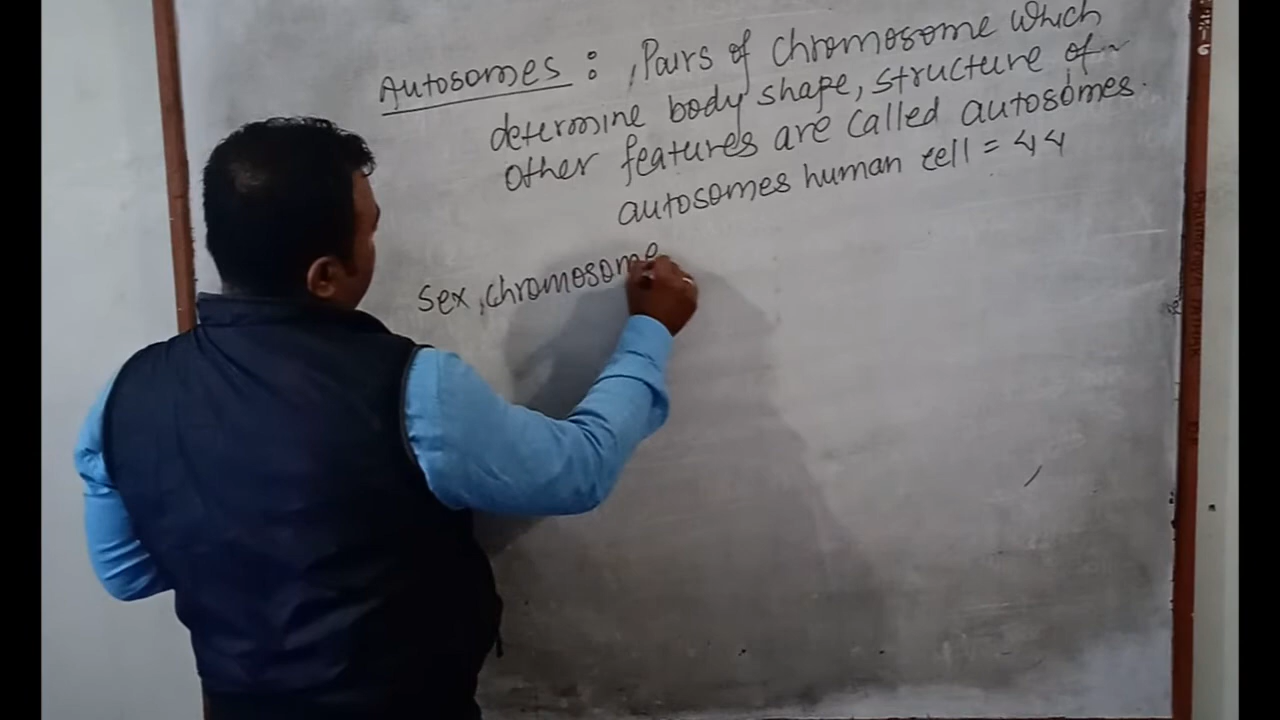 Autosomes : , Pairs of chromosome which
determine body shape, structure of
other features are called autosomes.
autosomes human cell = 44
Sex , chromosome